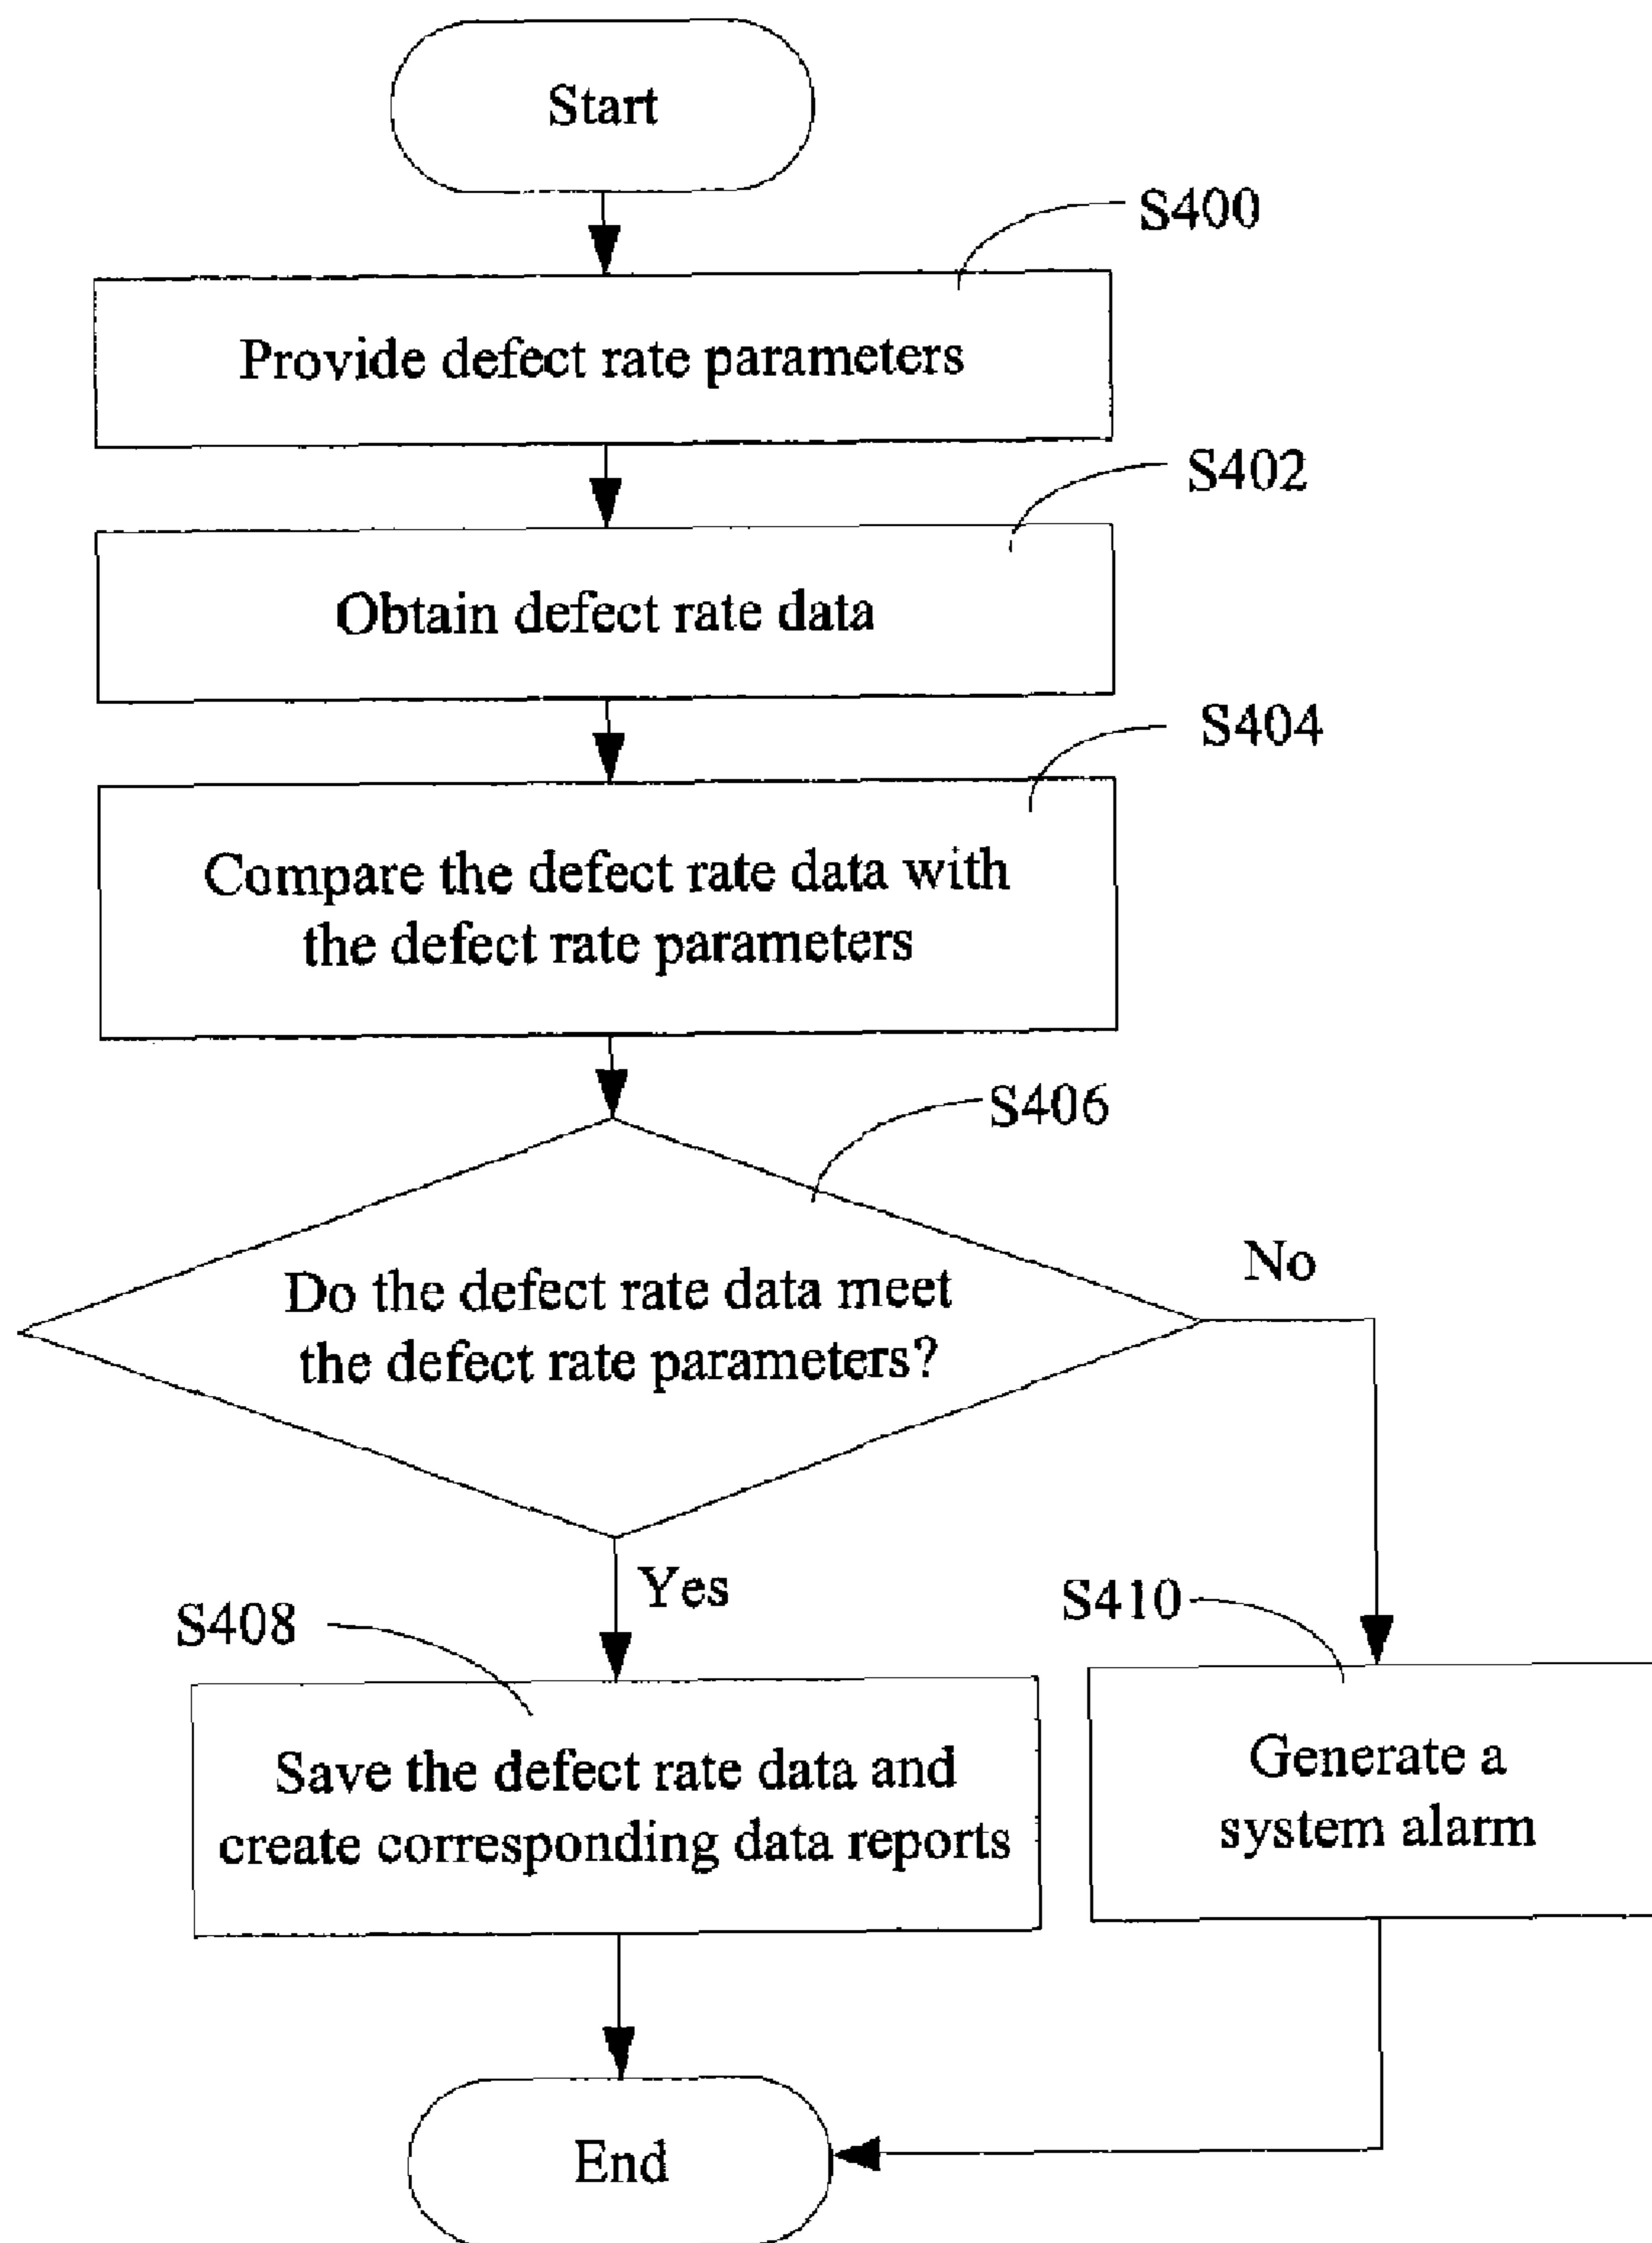 Start
S400
Provide defect rate parameters
S402
Obtain defect rate data
S404
Compare the defect rate data with
the defect rate parameters
S406
Do the defect rate data meet
the defect rate parameters?
No
Yes
S408
S410
Save the defect rate data and
create corresponding data reports
Generate a
system alarm
End